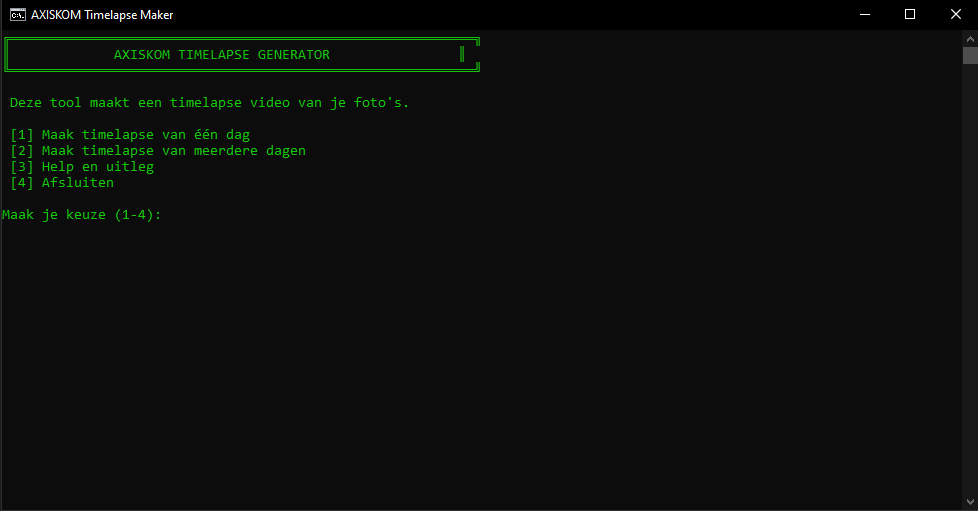 AXISKOM Timelapse Maker
AXISKOM TIMELAPSE GENERATOR
Deze tool maakt een timelapse video van je foto's.
[1] Maak timelapse van één dag
[2] Maak timelapse van meerdere dagen
[3] Help en uitleg
[4] Afsluiten
Maak je keuze (1-4):